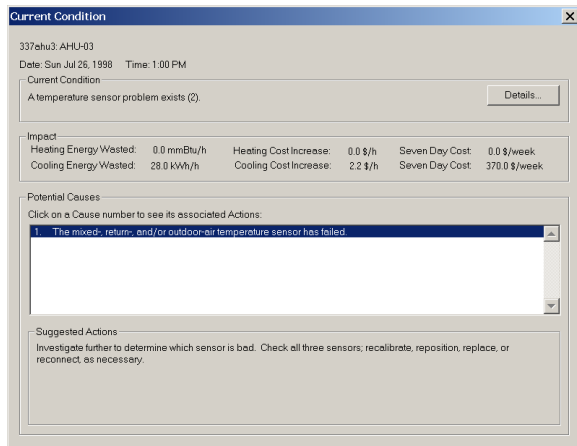 Current Condition
337ahu3: AHU-03
Date: Sun Jul 26, 1998 Time: 1:00 PM
Current Condition
A temperature sensor problem exists (2).
Details...
Impact
Heating Energy Wasted: 0.0 mmBtu/h Heating Cost Increase: 0.0 $/h Seven Day Cost: 0.0 $/week
Cooling Energy Wasted: 28.0 kWh/h Cooling Cost Increase: 2.2 $/h Seven Day Cost: 370.0 $/week
Potential Causes
Click on a Cause number to see its associated Actions:
1. The mixed-, return-, and/or outdoor-air temperature sensor has failed.
Suggested Actions
Investigate further to determine which sensor is bad. Check all three sensors; recalibrate, reposition, replace, or
reconnect, as necessary.